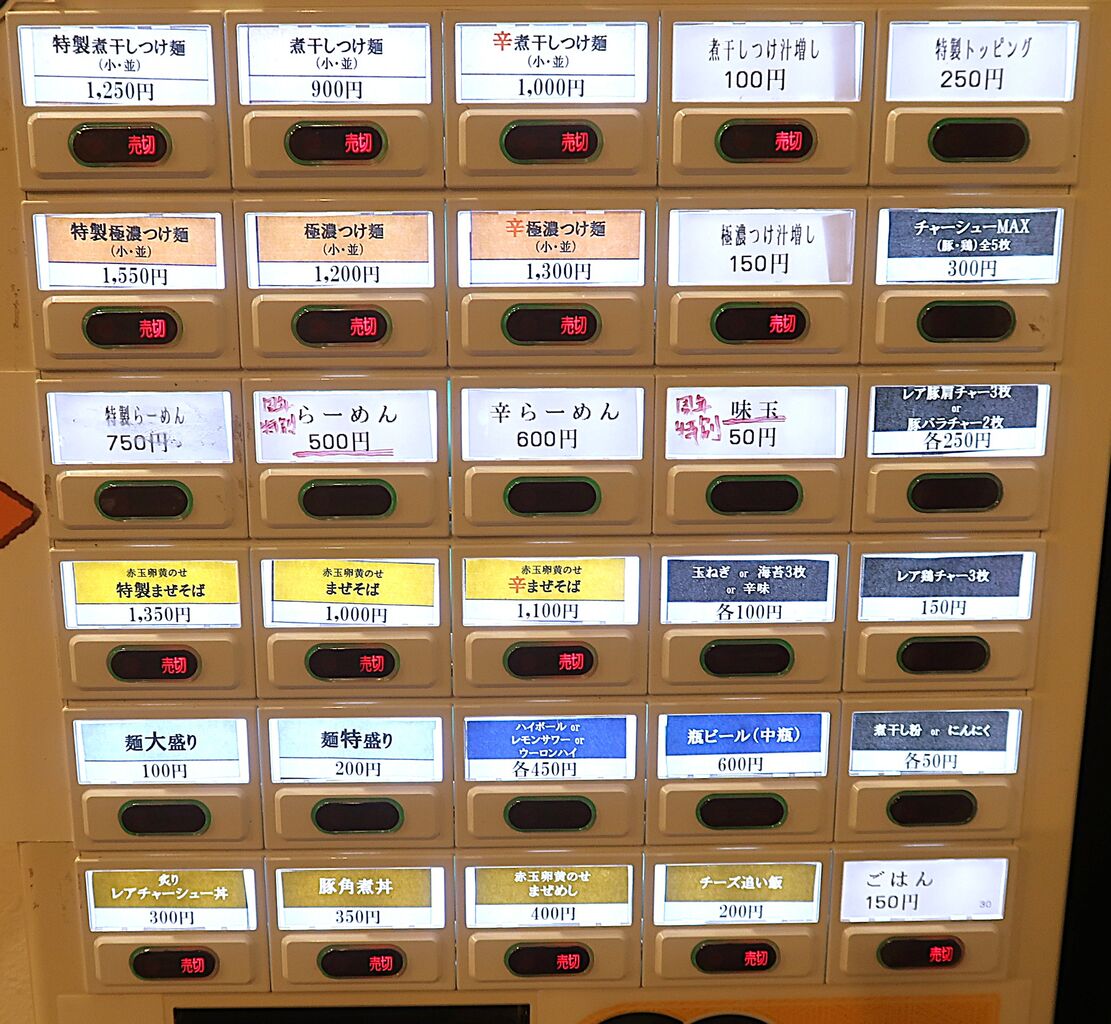 特製煮干しつけ麺
(小・並)
1,250円
売切
煮干しつけ麺
(小・並)
900円
売切
辛煮干しつけ麺
(小・並)
1,000円
売切
煮干しつけ汁増し
100円
売切
特製トッピング
250円
特製極濃つけ麺
(小・並)
1,550円
売切
極濃つけ麺
(小・並)
1,200円
売切
辛極濃つけ麺
(小・並)
1,300円
売切
極濃つけ汁増し
150円
売切
チャーシューMAX
(豚・鶏)全5枚
300円
特製らーめん
750円
周年特別
らーめん
500円
辛らーめん
600円
周年特別
味玉
50円
レア豚肩チャー3枚
or
豚バラチャー2枚
各250円
赤玉卵黄のせ
特製まぜそば
1,350円
売切
赤玉卵黄のせ
まぜそば
1,000円
売切
赤玉卵黄のせ
辛まぜそば
1,100円
売切
玉ねぎ or 海苔3枚
or 辛味
各100円
レア鶏チャー3枚
150円
麺大盛り
100円
麺特盛り
200円
ハイボール or
レモンサワー or
ウーロンハイ
各450円
瓶ビール(中瓶)
600円
煮干し粉 or にんにく
各50円
炙り
レアチャーシュー丼
300円
売切
豚角煮丼
350円
売切
赤玉卵黄のせ
まぜめし
400円
売切
チーズ追い飯
200円
売切
ごはん
150円
30
売切